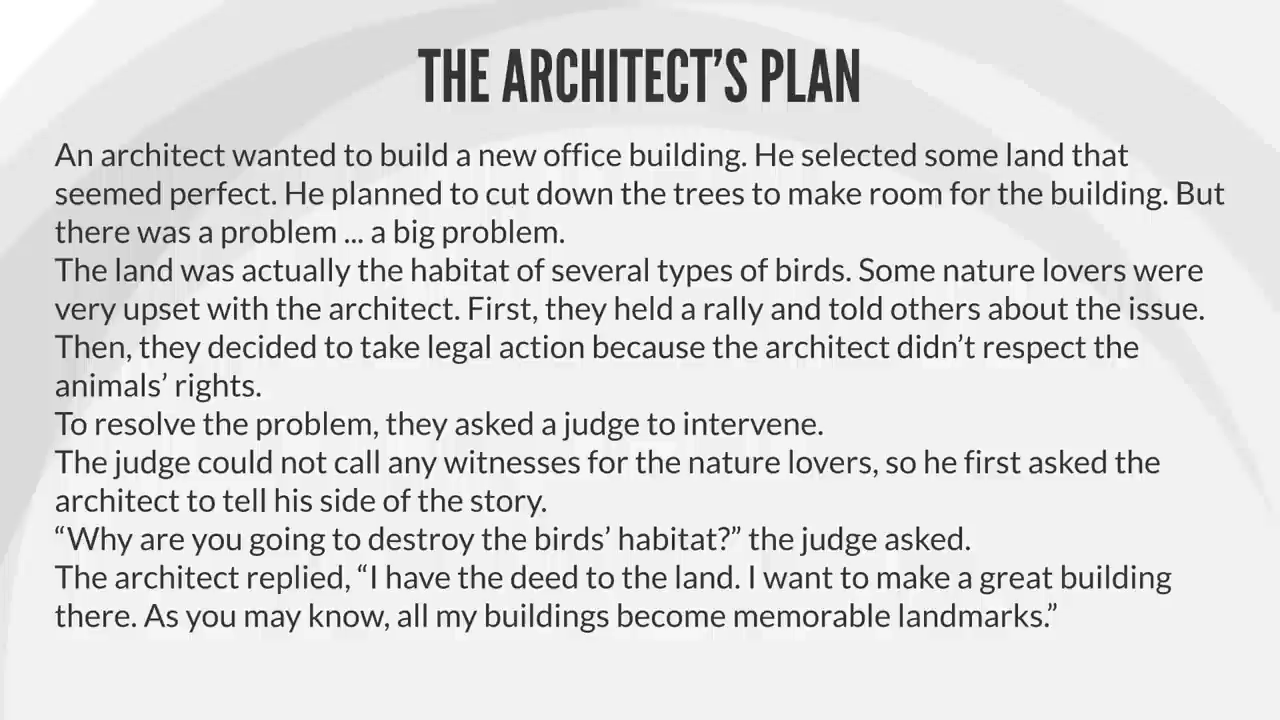 THE ARCHITECT’S PLAN
An architect wanted to build a new office building. He selected some land that
seemed perfect. He planned to cut down the trees to make room for the building. But
there was a problem ... a big problem.
The land was actually the habitat of several types of birds. Some nature lovers were
very upset with the architect. First, they held a rally and told others about the issue.
Then, they decided to take legal action because the architect didn’t respect the
animals’ rights.
To resolve the problem, they asked a judge to intervene.
The judge could not call any witnesses for the nature lovers, so he first asked the
architect to tell his side of the story.
“Why are you going to destroy the birds’ habitat?” the judge asked.
The architect replied, “I have the deed to the land. I want to make a great building
there. As you may know, all my buildings become memorable landmarks.”